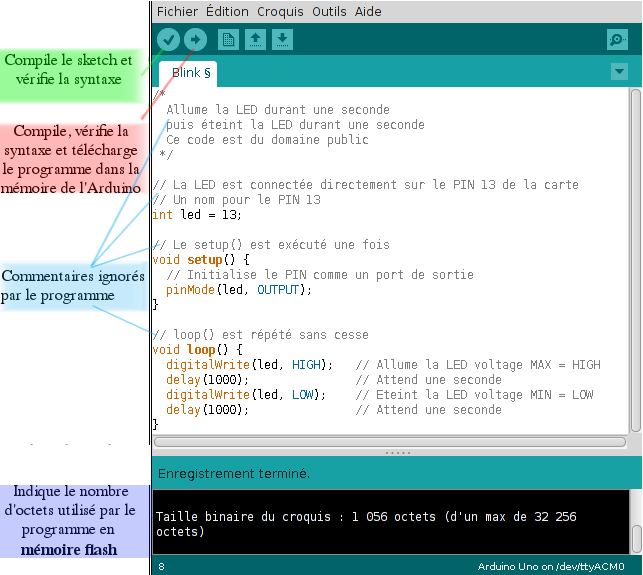 Fichier Édition Croquis Outils Aide
Compile le sketch et
vérifie la syntaxe
Blink §
Compile, vérifie la
syntaxe et télécharge
le programme dans la
mémoire de l'Arduino
Commentaires ignorés
par le programme
Indique le nombre
d'octets utilisé par le
programme en
mémoire flash
/*
Allume la LED durant une seconde
puis éteint la LED durant une seconde
Ce code est du domaine public
*/
// La LED est connectée directement sur le PIN 13 de la carte
// Un nom pour le PIN 13
int led = 13;
// Le setup() est exécuté une fois
void setup() {
// Initialise le PIN comme un port de sortie
pinMode(led, OUTPUT);
}
// loop() est répété sans cesse
void loop() {
digitalWrite(led, HIGH); // Allume la LED voltage MAX = HIGH
delay(1000); // Attend une seconde
digitalWrite(led, LOW); // Eteint la LED voltage MIN = LOW
delay(1000); // Attend une seconde
}
Enregistrement terminé.
Taille binaire du croquis : 1 056 octets (d'un max de 32 256
octets)
8 Arduino Uno on /dev/ttyACM0